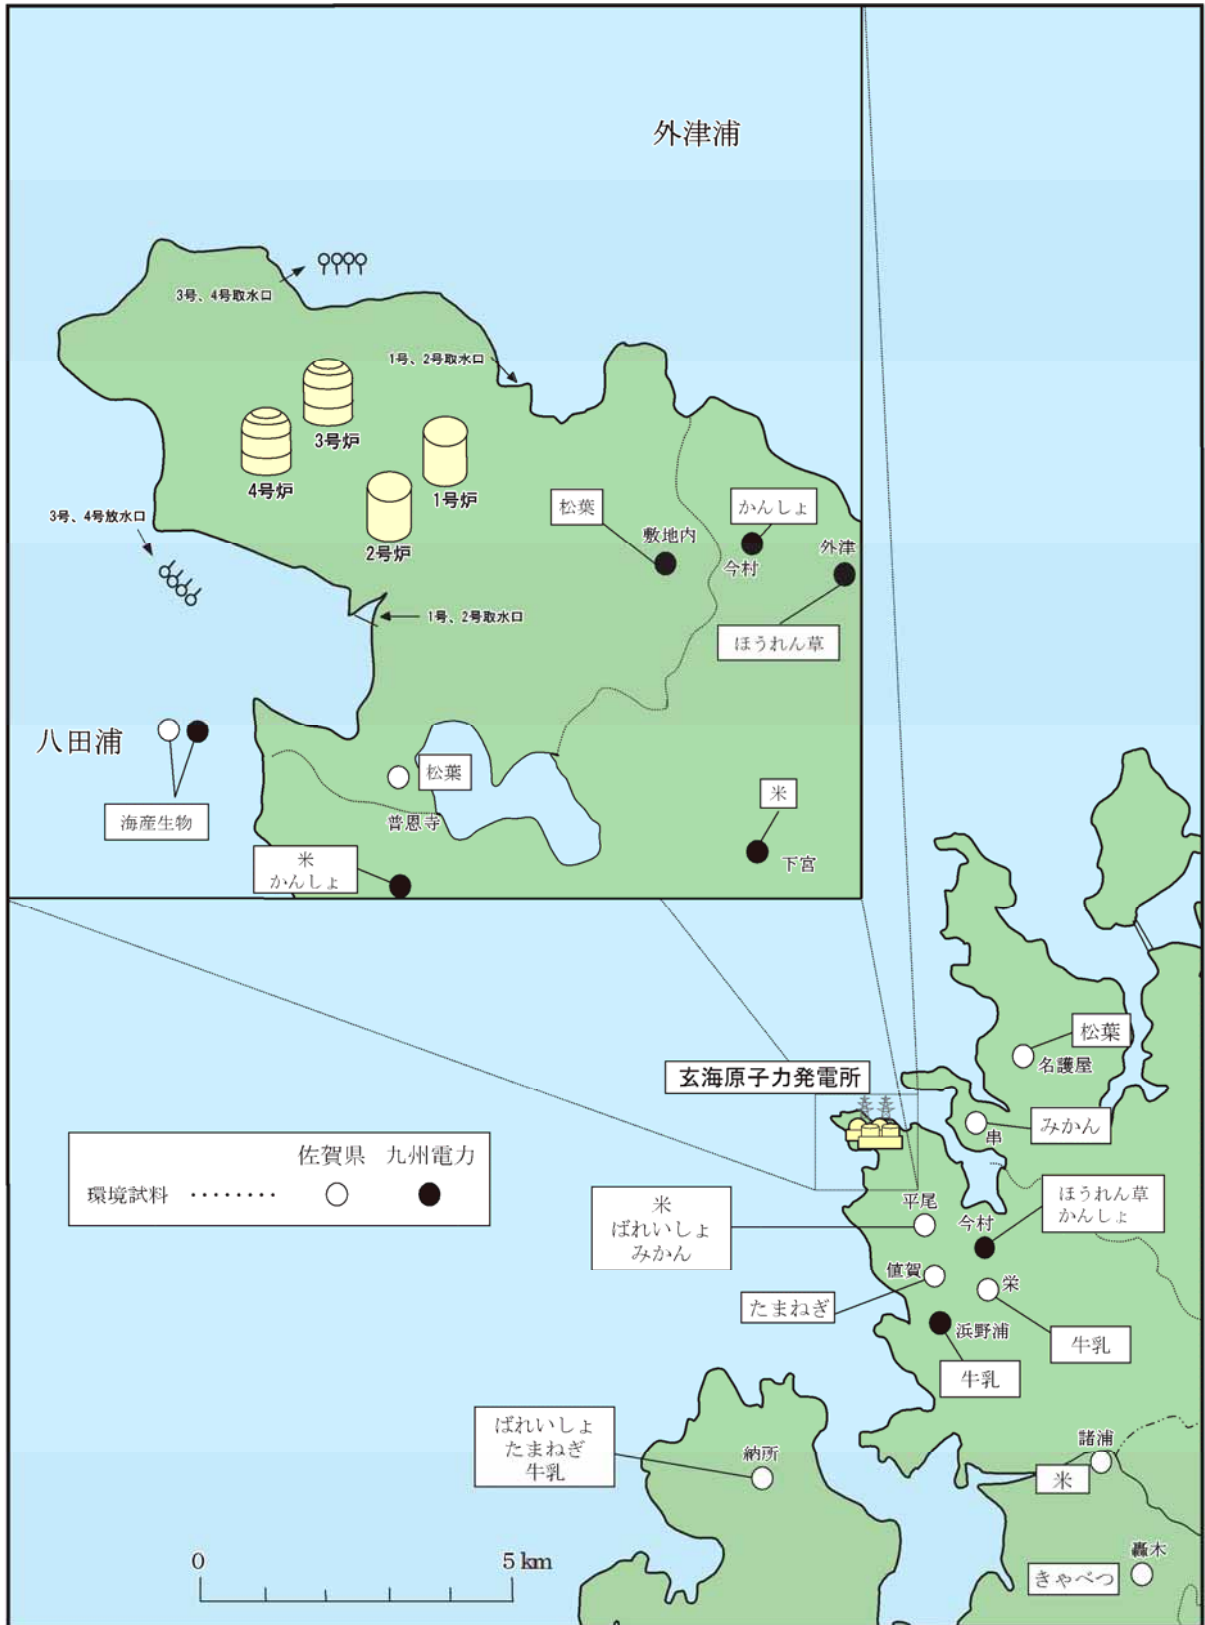 外津浦
3号、4号取水口
1号、2号取水口
3号炉
4号炉
1号炉
2号炉
松葉
かんしょ
敷地内
今村
外津
3号、4号放水口
1号、2号取水口
ほうれん草
八田浦
松葉
海産生物
普恩寺
米
下宮
米
かんしょ
松葉
名護屋
玄海原子力発電所
みかん
串
佐賀県 九州電力
環境試料 ········
米
ばれいしょ
みかん
平尾
今村
ほうれん草
かんしょ
値賀
栄
たまねぎ
浜野浦
牛乳
牛乳
ばれいしょ
たまねぎ
牛乳
納所
諸浦
米
轟木
きゃべつ
0 5 km